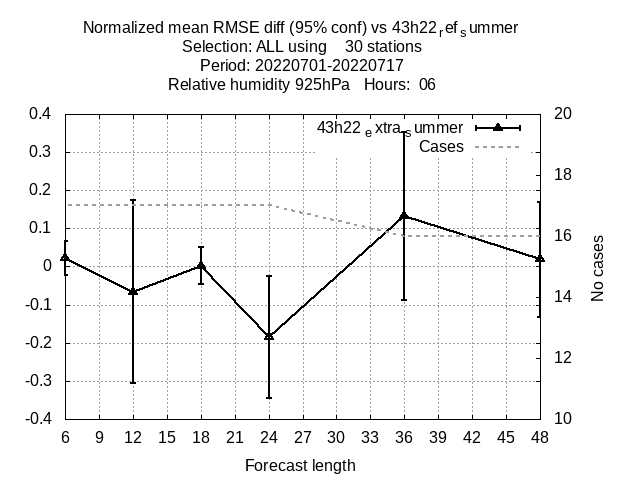 Normalized mean RMSE diff (95% conf) vs 43h22refsummer
Selection: ALL using 30 stations
Period: 20220701-20220717
Relative humidity 925hPa Hours: 06
0.4
0.3
0.2
0.1
0
-0.1
-0.2
-0.3
-0.4
43h22extrasummer
Cases
20
18
16
14
12
10
No cases
6 9 12 15 18 21 24 27 30 33 36 39 42 45 48
Forecast length